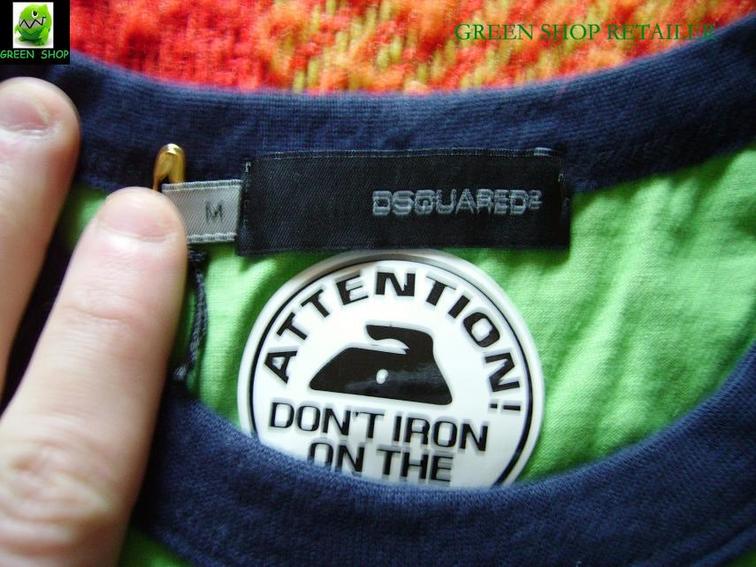 GREEN SHOP
GREEN SHOP RETAILER
M
DSQUARED2
ATTENTION!
DON'T IRON
ON THE